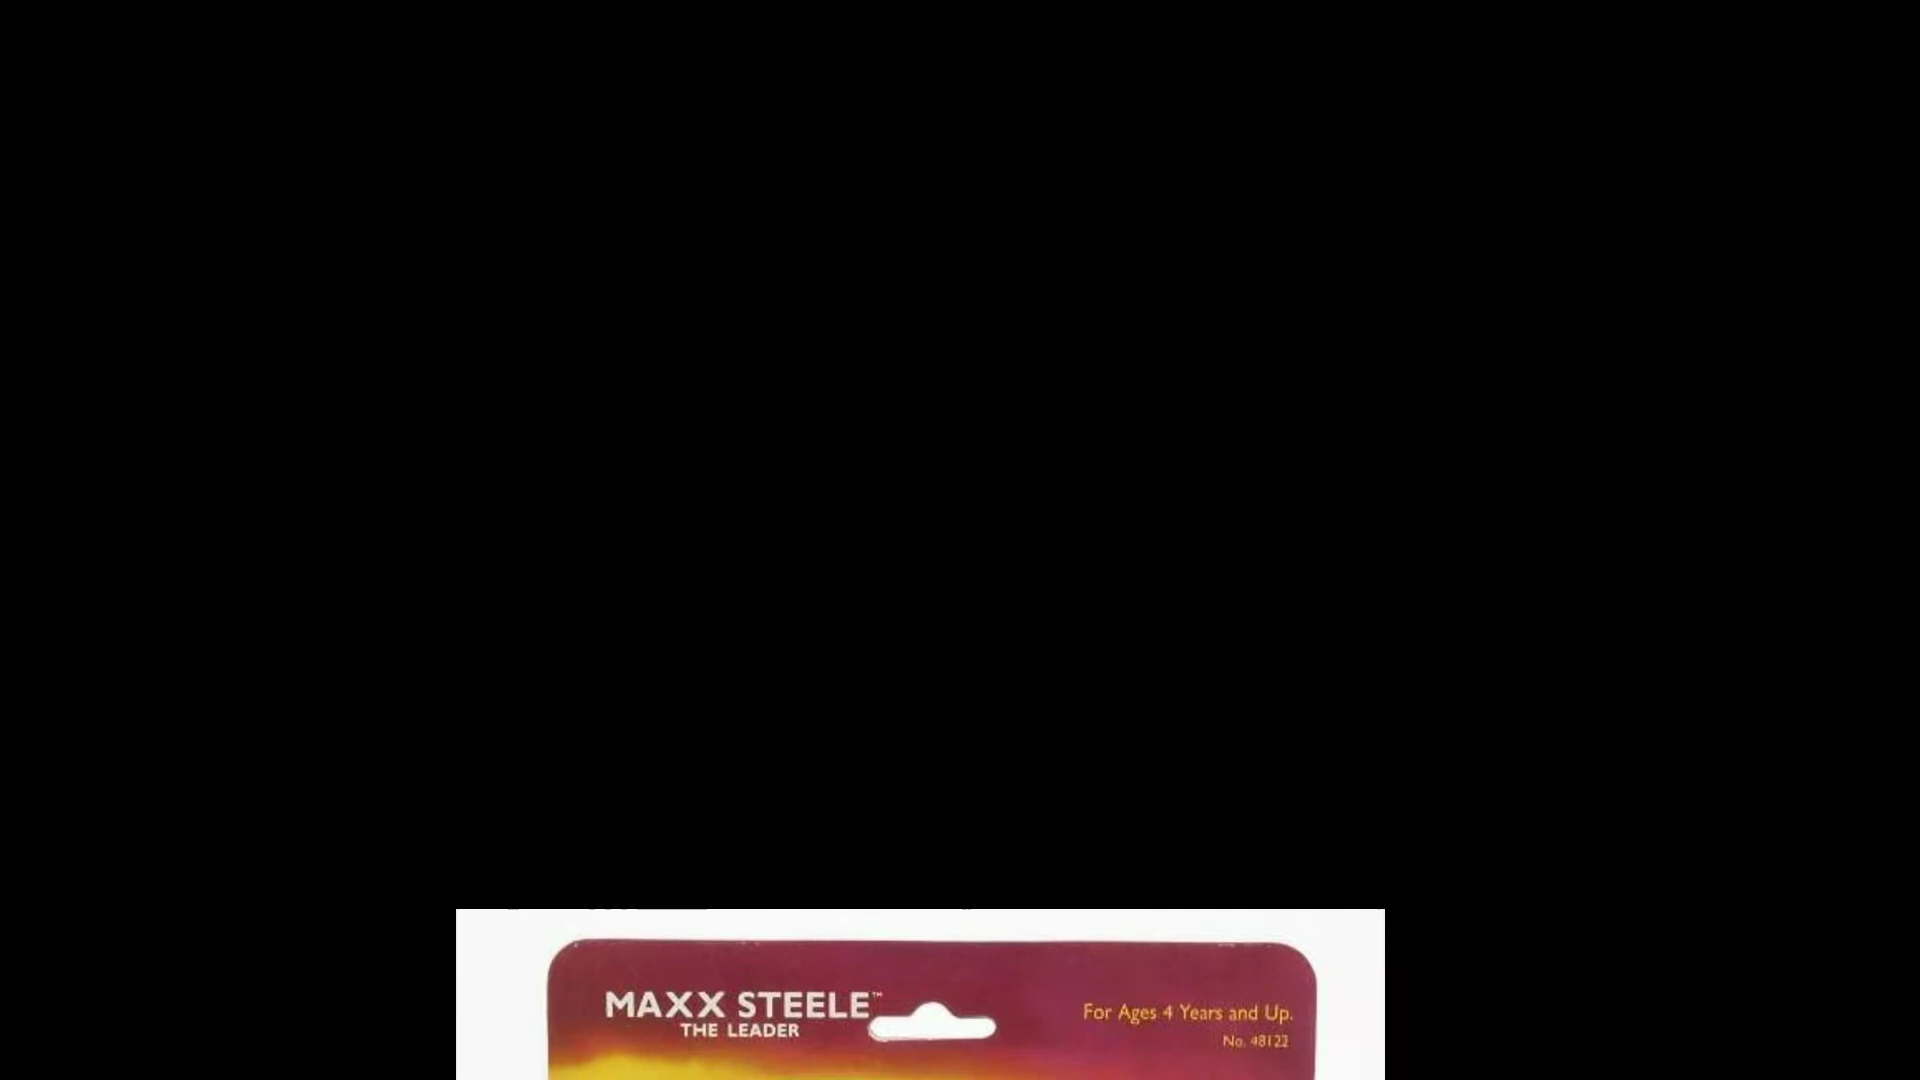 MAXX STEELE™
THE LEADER
For Ages 4 Years and Up.
No. 48122